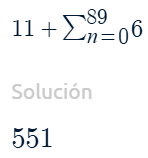 11 + ∑_{n=0}^{89} 6
Solución
551